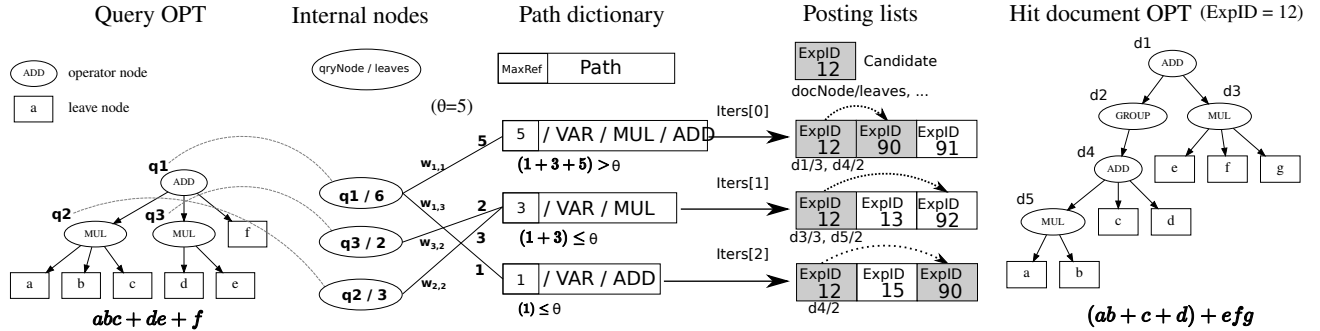 Query OPT
ADD
operator node
a
leave node
q1
ADD
q2
q3
MUL
MUL
f
a
b
c
d
e
abc + de + f
Internal nodes
qryNode / leaves
(θ=5)
q1 / 6
q3 / 2
q2 / 3
5
w1,1
w1,3
2
w3,2
3
w2,2
1
Path dictionary
MaxRef
Path
5
/ VAR / MUL / ADD
(1 + 3 + 5) > θ
3
/ VAR / MUL
(1 + 3) ≤ θ
1
/ VAR / ADD
(1) ≤ θ
Iters[0]
Iters[1]
Iters[2]
Posting lists
ExpID
12
Candidate
docNode/leaves, ...
ExpID ExpID ExpID
12 90 91
d1/3, d4/2
ExpID ExpID ExpID
12 13 92
d3/3, d5/2
ExpID ExpID ExpID
12 15 90
d4/2
Hit document OPT (ExpID = 12)
d1
ADD
d2
d3
GROUP
MUL
d4
ADD
e
f
g
d5
MUL
c
d
a
b
(ab + c + d) + efg